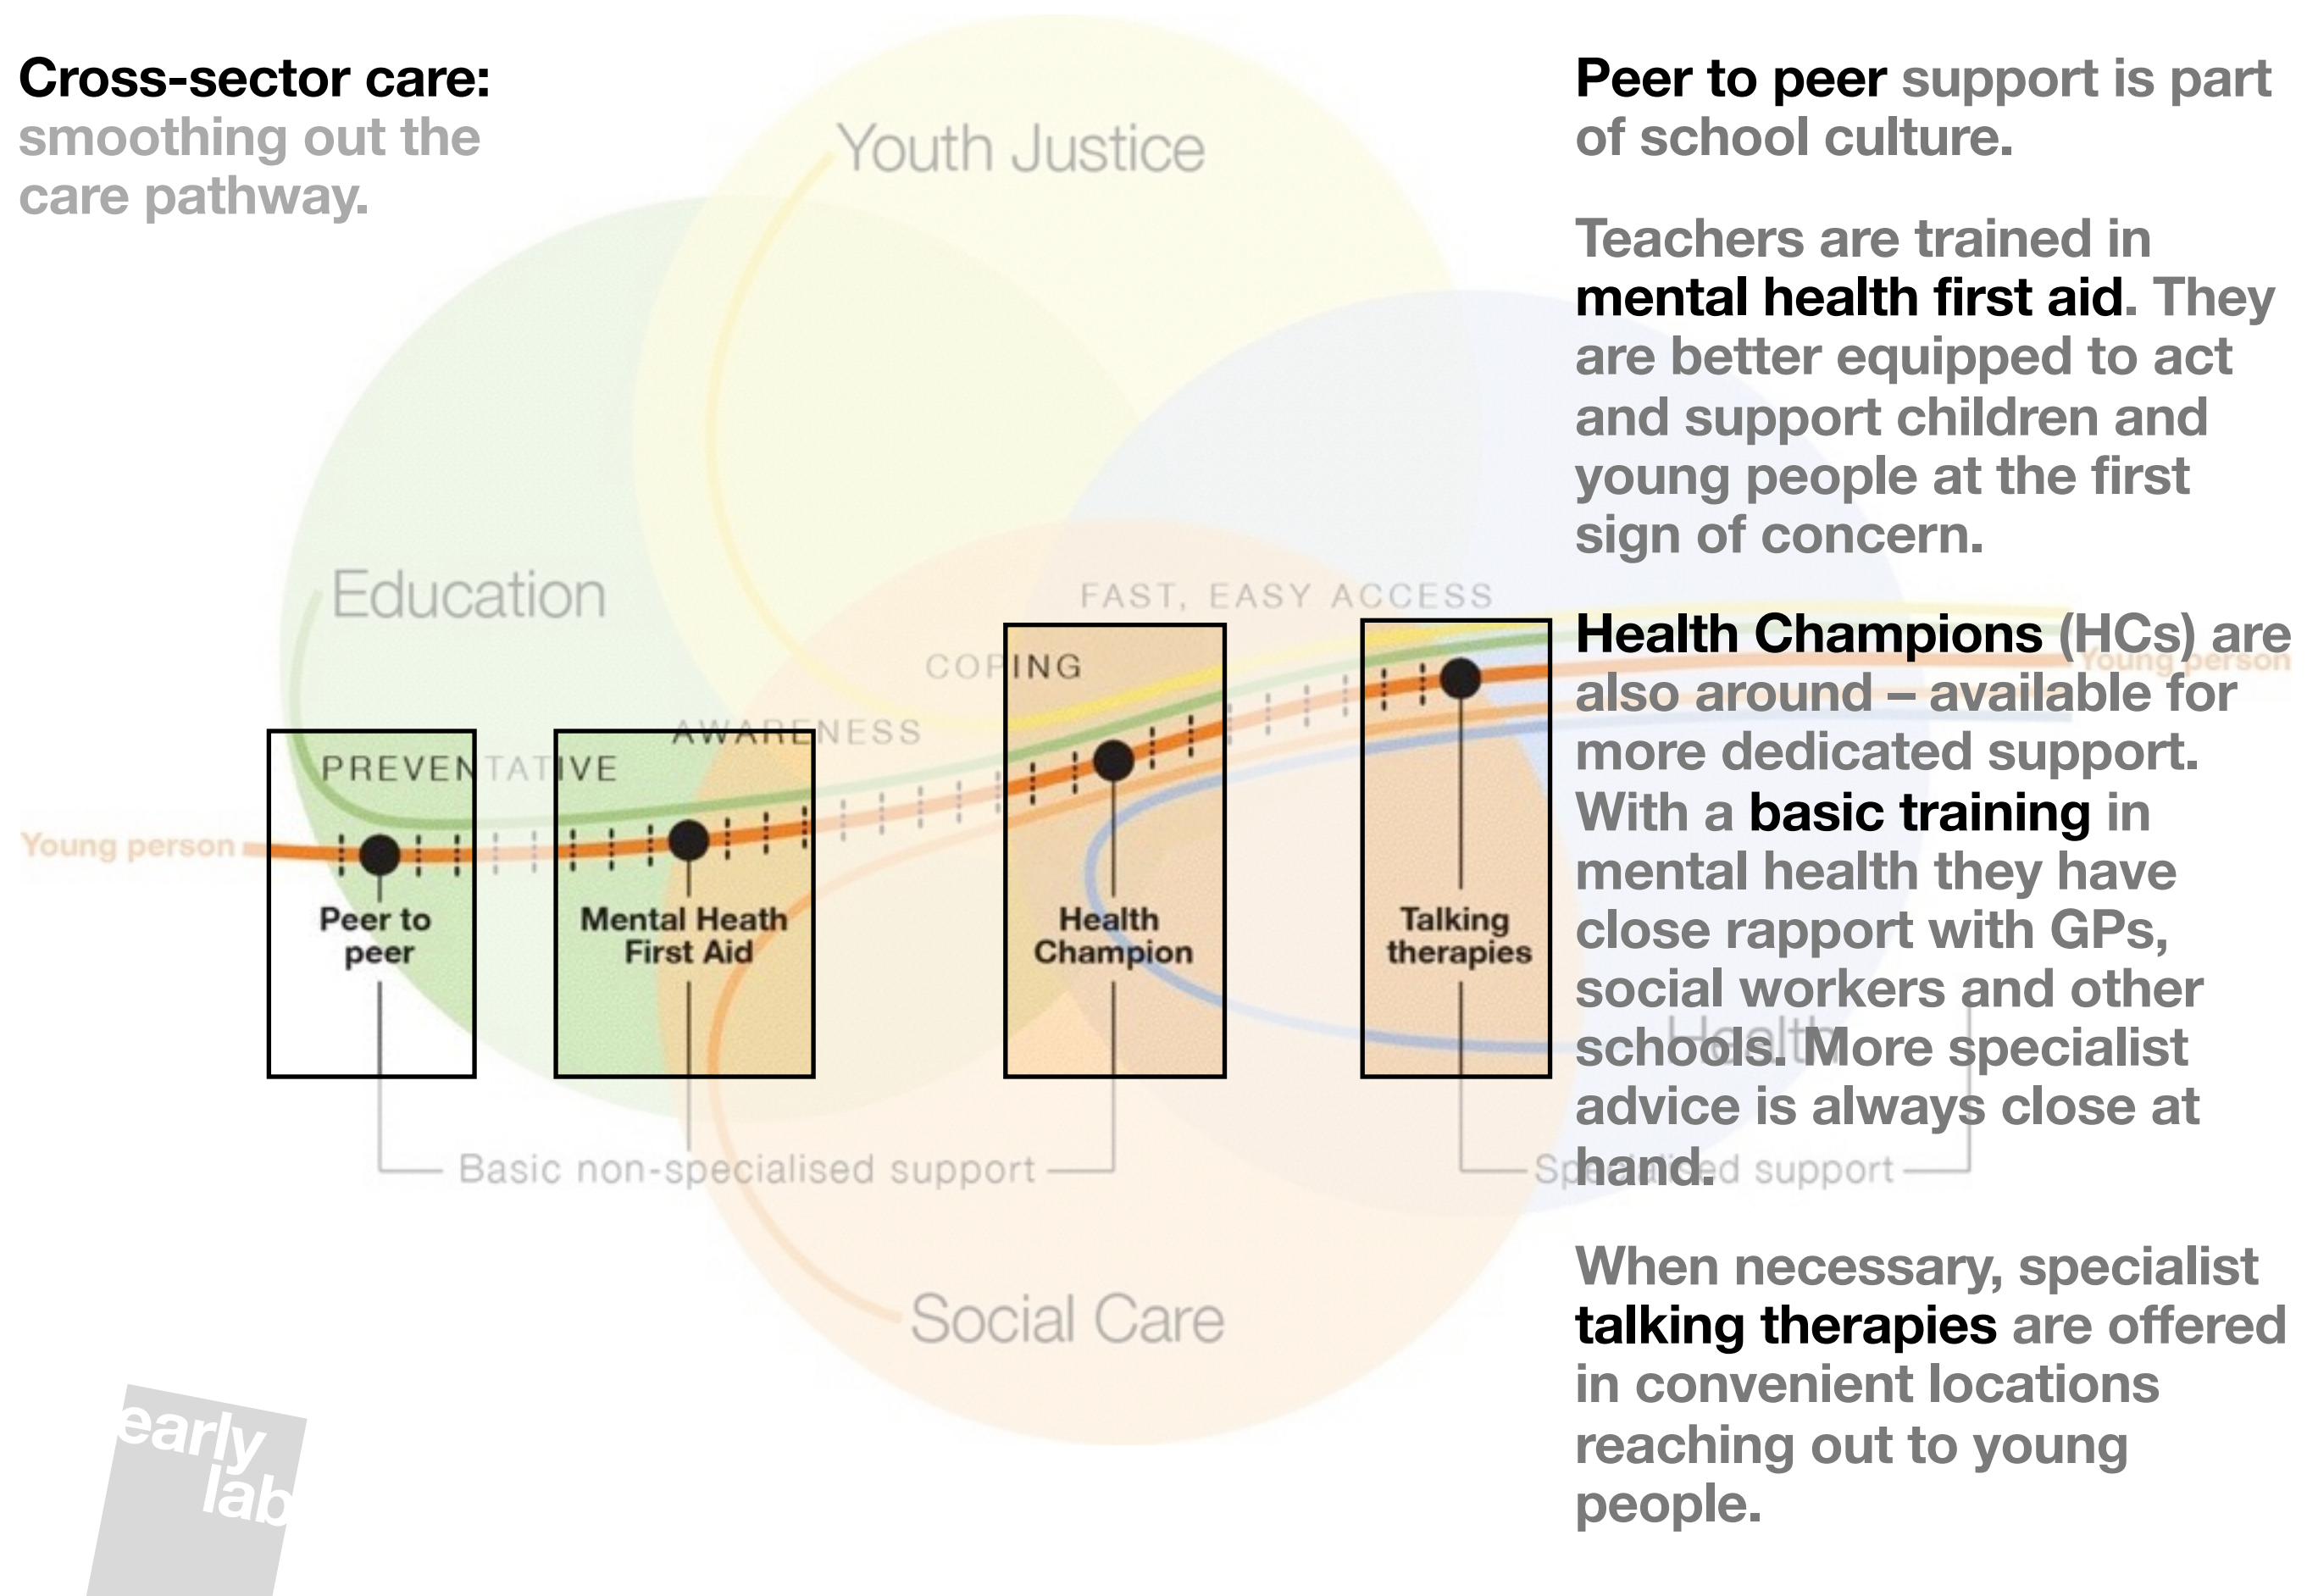 Cross-sector care:
smoothing out the
care pathway.
Youth Justice
Education
FAST, EASY ACCESS
COPING
AWARENESS
PREVENTATIVE
Young person
Young person
Peer to
peer
Mental Heath
First Aid
Health
Champion
Talking
therapies
Health
Basic non-specialised support
Specialised support
Social Care
early
lab
Peer to peer support is part
of school culture.
Teachers are trained in
mental health first aid. They
are better equipped to act
and support children and
young people at the first
sign of concern.
Health Champions (HCs) are
also around – available for
more dedicated support.
With a basic training in
mental health they have
close rapport with GPs,
social workers and other
schools. More specialist
advice is always close at
hand.
When necessary, specialist
talking therapies are offered
in convenient locations
reaching out to young
people.